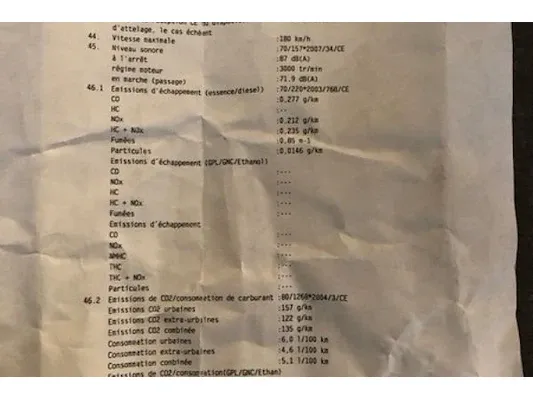 d'attelage, le cas échéant
44. Vitesse maximale :180 km/h
45. Niveau sonore :70/157*2007/34/CE
à l'arrêt :87 dB(A)
régime moteur :3000 tr/min
en marche (passage) :71.9 dB(A)
46.1 Emissions d'échappement (essence/diesel) :70/220*2003/76B/CE
CO :0,277 g/km
HC :--
NOx :0,212 g/km
HC + NOx :0,235 g/km
Fumées :0,85 m-1
Particules :0,0146 g/km
Emissions d'échappement (GPL/GNC/Ethanol)
CO :---
NOx :---
HC :---
HC + NOx :---
Fumées :---
Emissions d'échappement
CO :---
NOx :---
NMHC :---
THC :---
THC + NOx :---
Particules :---
46.2 Emissions de CO2/consommation de carburant :80/1268*2004/3/CE
Emissions CO2 urbaines :157 g/km
Emissions CO2 extra-urbaines :122 g/km
Emissions CO2 combinée :135 g/km
Consommation urbaines :6,0 l/100 km
Consommation extra-urbaines :4,6 l/100 km
Consommation combinée :5,1 l/100 km
Emissions de CO2/consommation(GPL/GNC/Ethan)